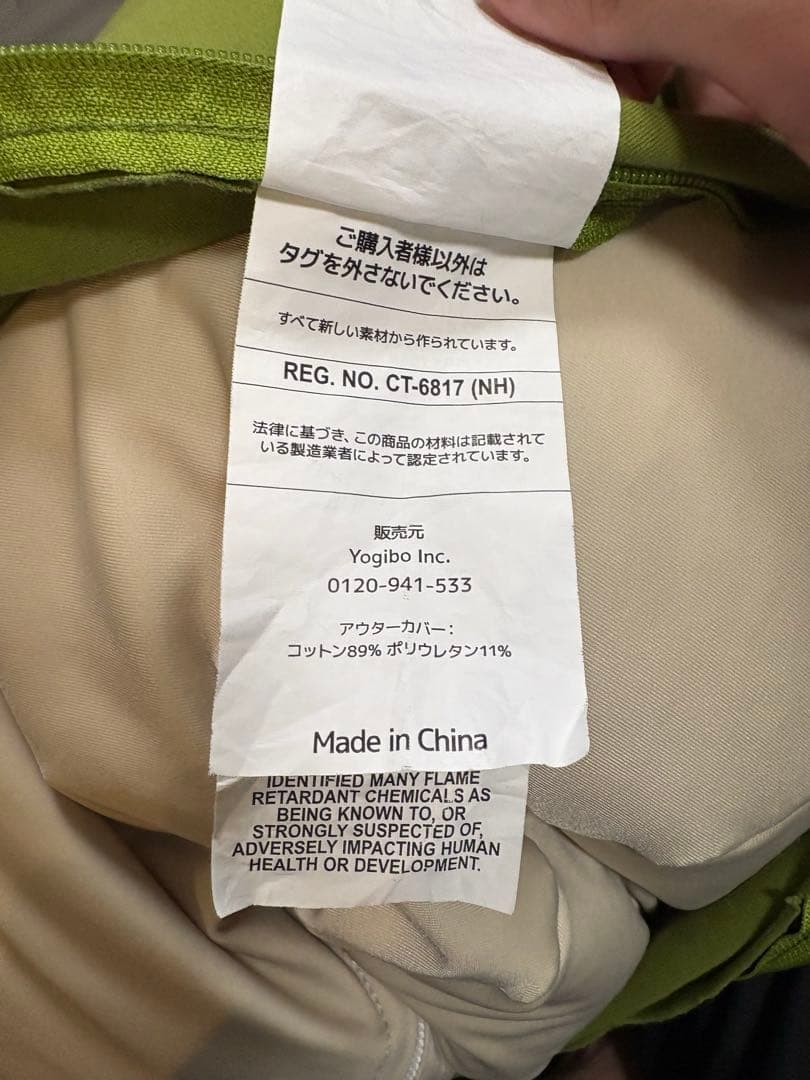 ご購入者様以外は
タグを外さないでください。
すべて新しい素材から作られています。
REG. NO. CT-6817 (NH)
法律に基づき、この商品の材料は記載されて
いる製造業者によって認定されています。
販売元
Yogibo Inc.
0120-941-533
アウターカバー:
コットン89% ポリウレタン11%
Made in China
IDENTIFIED MANY FLAME
RETARDANT CHEMICALS AS
BEING KNOWN TO, OR
STRONGLY SUSPECTED OF,
ADVERSELY IMPACTING HUMAN
HEALTH OR DEVELOPMENT.